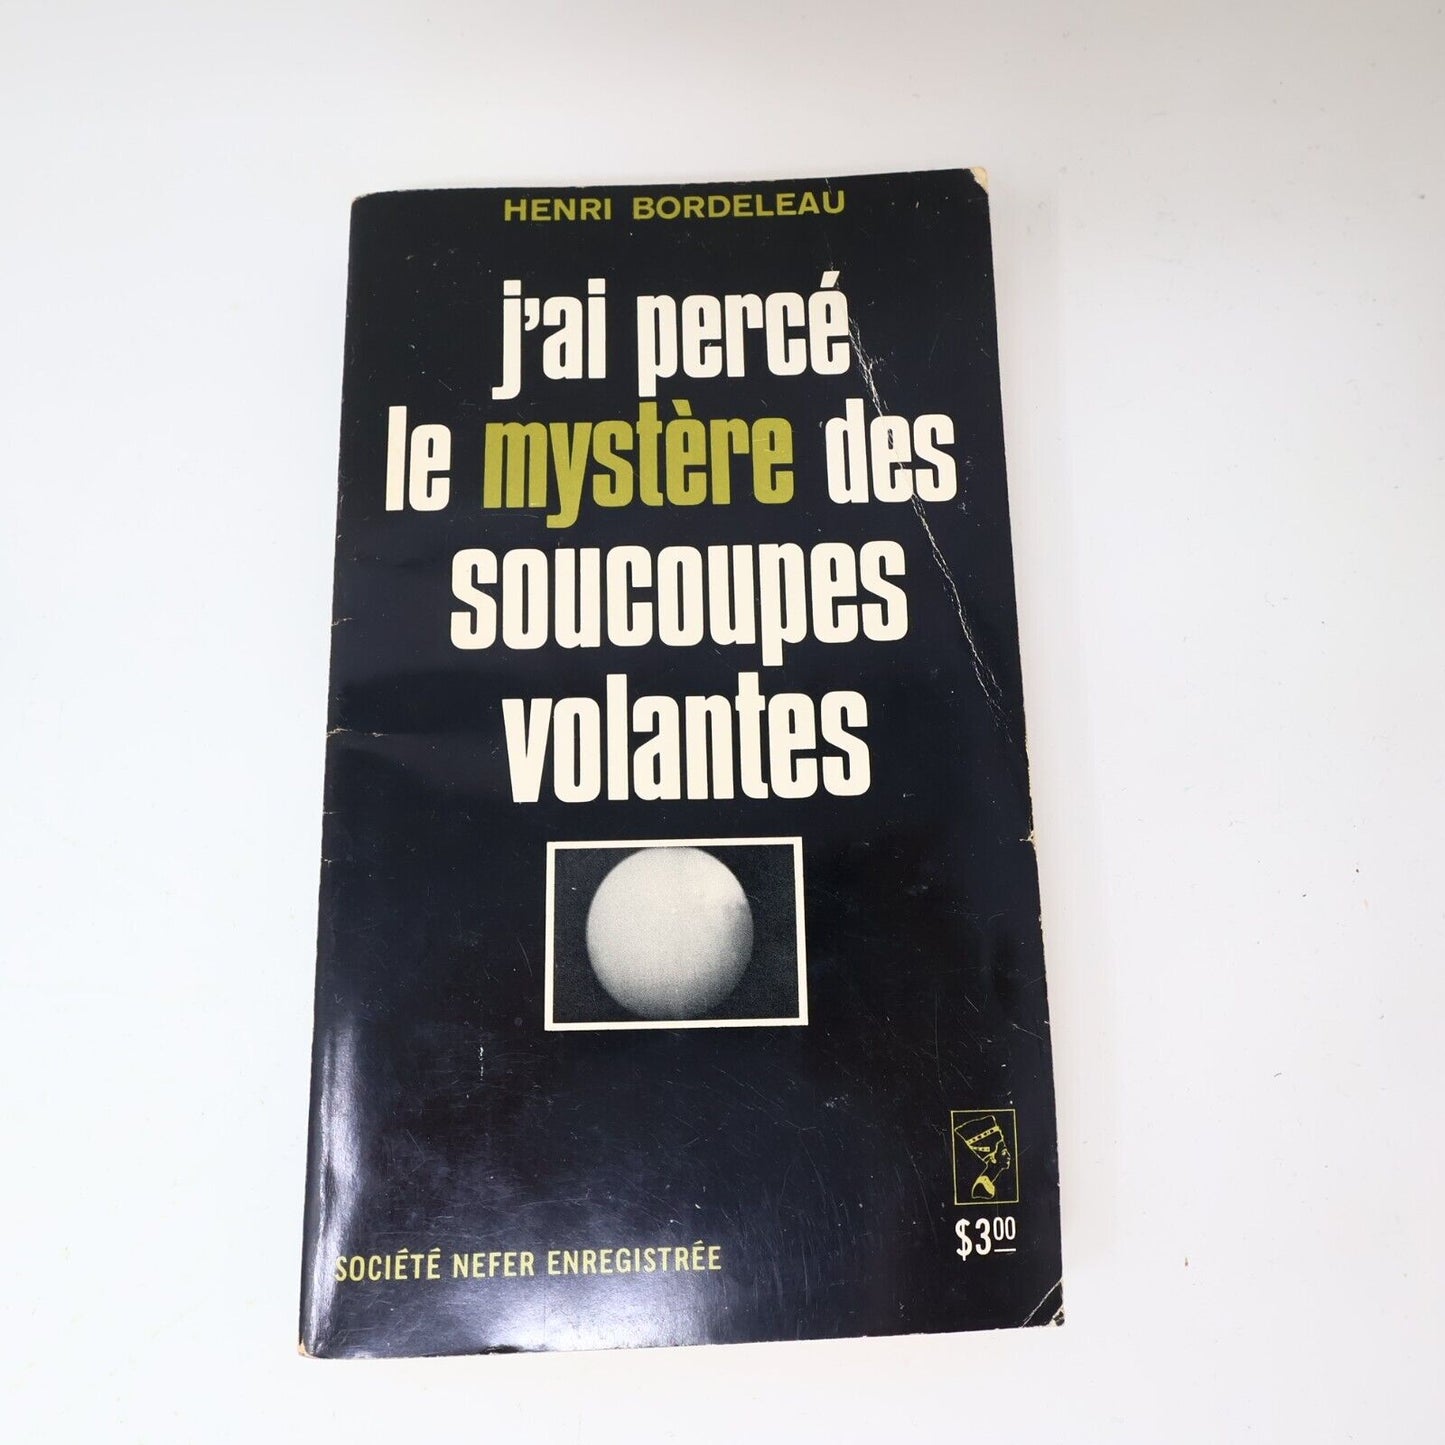 HENRI BORDELEAU
j'ai percé
le mystère des
soucoupes
volantes
$3.00
SOCIÉTÉ NEFER ENREGISTRÉE